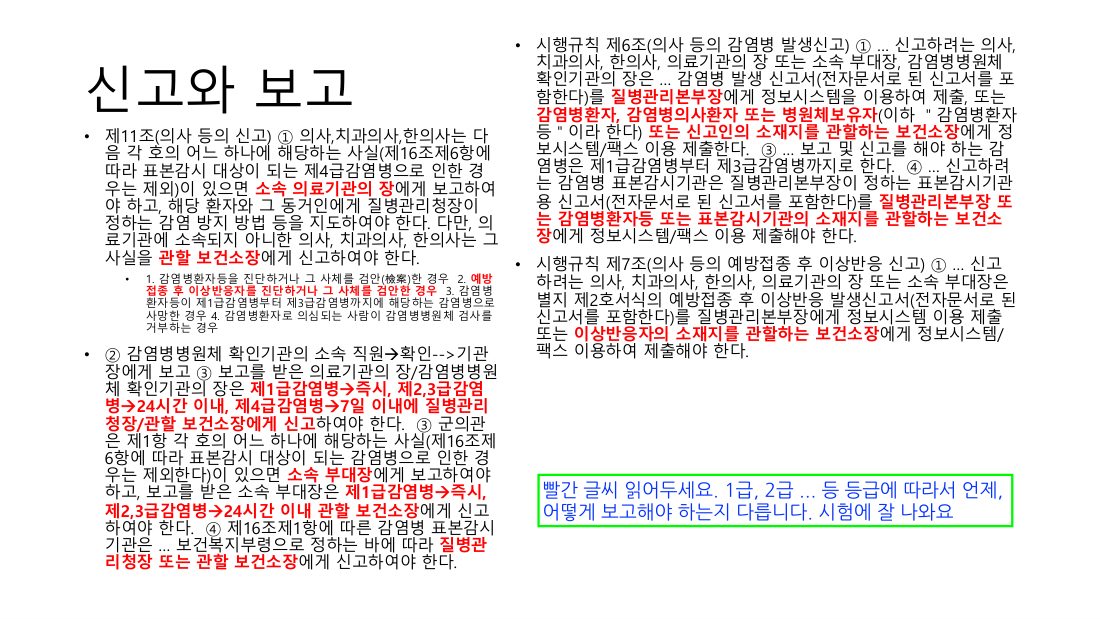 신고와 보고
• 제11조(의사 등의 신고) ① 의사,치과의사,한의사는 다
음 각 호의 어느 하나에 해당하는 사실(제16조제6항에
따라 표본감시 대상이 되는 제4급감염병으로 인한 경
우는 제외)이 있으면 소속 의료기관의 장에게 보고하여
야 하고, 해당 환자와 그 동거인에게 질병관리청장이
정하는 감염 방지 방법 등을 지도하여야 한다. 다만, 의
료기관에 소속되지 아니한 의사, 치과의사, 한의사는 그
사실을 관할 보건소장에게 신고하여야 한다.
• 1. 감염병환자등을 진단하거나 그 사체를 검안(檢案)한 경우 2. 예방
접종 후 이상반응자를 진단하거나 그 사체를 검안한 경우 3. 감염병
환자등이 제1급감염병부터 제3급감염병까지에 해당하는 감염병으로
사망한 경우 4. 감염병환자로 의심되는 사람이 감염병병원체 검사를
거부하는 경우
• ② 감염병병원체 확인기관의 소속 직원→확인-->기관
장에게 보고 ③ 보고를 받은 의료기관의 장/감염병병원
체 확인기관의 장은 제1급감염병→즉시, 제2,3급감염
병→24시간 이내, 제4급감염병→7일 이내에 질병관리
청장/관할 보건소장에게 신고하여야 한다. ③ 군의관
은 제1항 각 호의 어느 하나에 해당하는 사실(제16조제
6항에 따라 표본감시 대상이 되는 감염병으로 인한 경
우는 제외한다)이 있으면 소속 부대장에게 보고하여야
하고, 보고를 받은 소속 부대장은 제1급감염병→즉시,
제2,3급감염병→24시간 이내 관할 보건소장에게 신고
하여야 한다. ④ 제16조제1항에 따른 감염병 표본감시
기관은 ... 보건복지부령으로 정하는 바에 따라 질병관
리청장 또는 관할 보건소장에게 신고하여야 한다.
• 시행규칙 제6조(의사 등의 감염병 발생신고) ① ... 신고하려는 의사,
치과의사, 한의사, 의료기관의 장 또는 소속 부대장, 감염병병원체
확인기관의 장은 ... 감염병 발생 신고서(전자문서로 된 신고서를 포
함한다)를 질병관리본부장에게 정보시스템을 이용하여 제출, 또는
감염병환자, 감염병의사환자 또는 병원체보유자(이하 "감염병환자
등"이라 한다) 또는 신고인의 소재지를 관할하는 보건소장에게 정
보시스템/팩스 이용 제출한다. ③ ... 보고 및 신고를 해야 하는 감
염병은 제1급감염병부터 제3급감염병까지로 한다. ④ ... 신고하려
는 감염병 표본감시기관은 질병관리본부장이 정하는 표본감시기관
용 신고서(전자문서로 된 신고서를 포함한다)를 질병관리본부장 또
는 감염병환자등 또는 표본감시기관의 소재지를 관할하는 보건소
장에게 정보시스템/팩스 이용 제출해야 한다.
• 시행규칙 제7조(의사 등의 예방접종 후 이상반응 신고) ① ... 신고
하려는 의사, 치과의사, 한의사, 의료기관의 장 또는 소속 부대장은
별지 제2호서식의 예방접종 후 이상반응 발생신고서(전자문서로 된
신고서를 포함한다)를 질병관리본부장에게 정보시스템 이용 제출
또는 이상반응자의 소재지를 관할하는 보건소장에게 정보시스템/
팩스 이용하여 제출해야 한다.
빨간 글씨 읽어두세요. 1급, 2급 ... 등 등급에 따라서 언제,
어떻게 보고해야 하는지 다릅니다. 시험에 잘 나와요